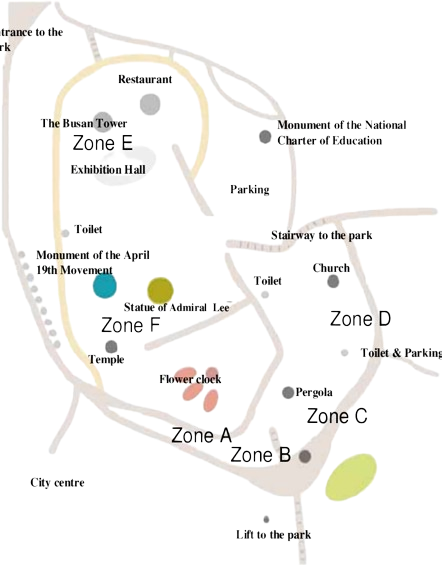 ntrance to the
rk
Restaurant
The Busan Tower
Zone E
Monument of the National
Charter of Education
Exhibition Hall
Parking
Toilet
Stairway to the park
Monument of the April
19th Movement
Church
Toilet
Statue of Admiral Lee
Zone F
Zone D
Temple
Toilet & Parking
Flower clock
Pergola
Zone C
Zone A
Zone B
City centre
Lift to the park